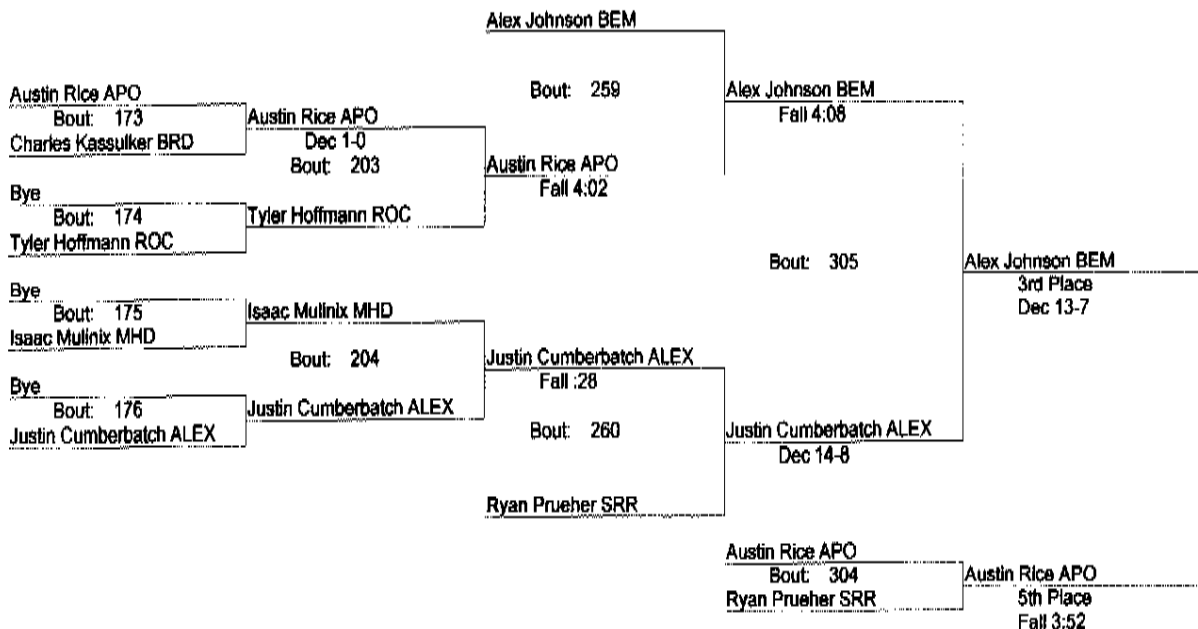 Alex Johnson BEM
Bout: 259
Alex Johnson BEM
Fall 4:08
Austin Rice APO
Bout: 173
Charles Kassulker BRD
Austin Rice APO
Dec 1-0
Bout: 203
Austin Rice APO
Fall 4:02
Bye
Bout: 174
Tyler Hoffmann ROC
Tyler Hoffmann ROC
Bout: 305
Alex Johnson BEM
3rd Place
Dec 13-7
Bye
Bout: 175
Isaac Mulinix MHD
Isaac Mulinix MHD
Bout: 204
Justin Cumberbatch ALEX
Fall :28
Bye
Bout: 176
Justin Cumberbatch ALEX
Justin Cumberbatch ALEX
Bout: 260
Justin Cumberbatch ALEX
Dec 14-8
Ryan Prueher SRR
Austin Rice APO
Bout: 304
Ryan Prueher SRR
Austin Rice APO
5th Place
Fall 3:52